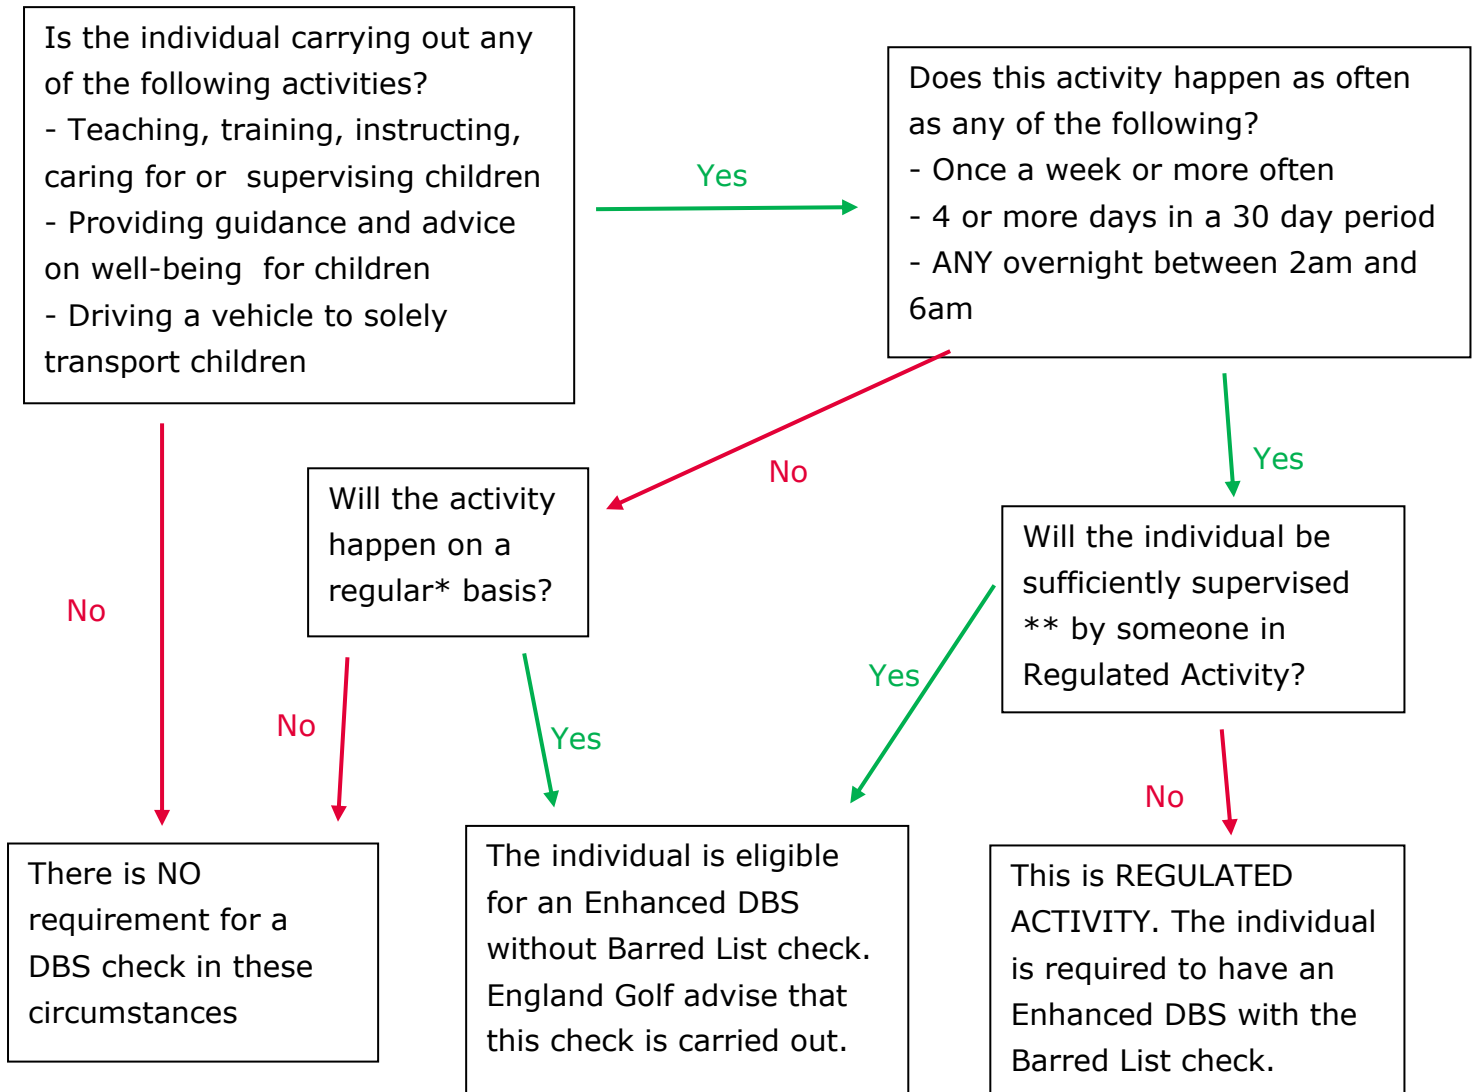 Is the individual carrying out any
of the following activities?
- Teaching, training, instructing,
caring for or  supervising children
- Providing guidance and advice
on well-being  for children
- Driving a vehicle to solely
transport children
Yes
Does this activity happen as often
as any of the following?
- Once a week or more often
- 4 or more days in a 30 day period
- ANY overnight between 2am and
6am
No
Yes
Will the activity
happen on a
regular* basis?
Will the individual be
sufficiently supervised
** by someone in
Regulated Activity?
No
No
Yes
Yes
No
There is NO
requirement for a
DBS check in these
circumstances
The individual is eligible
for an Enhanced DBS
without Barred List check.
England Golf advise that
this check is carried out.
This is REGULATED
ACTIVITY. The individual
is required to have an
Enhanced DBS with the
Barred List check.